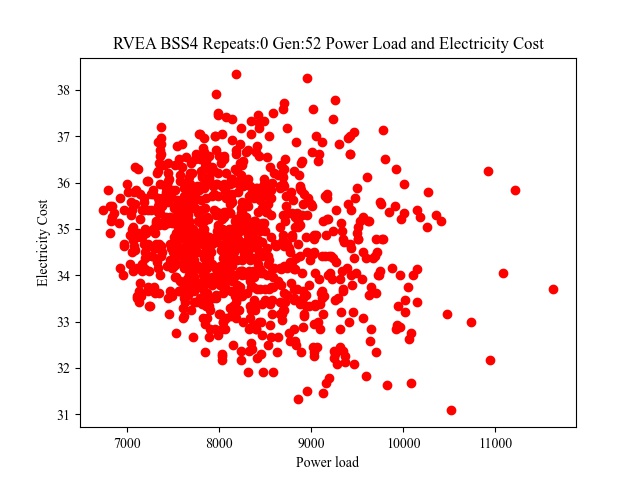 RVEA BSS4 Repeats:0 Gen:52 Power Load and Electricity Cost
38
37
36
35
34
33
32
31
Electricity Cost
7000 8000 9000 10000 11000
Power load